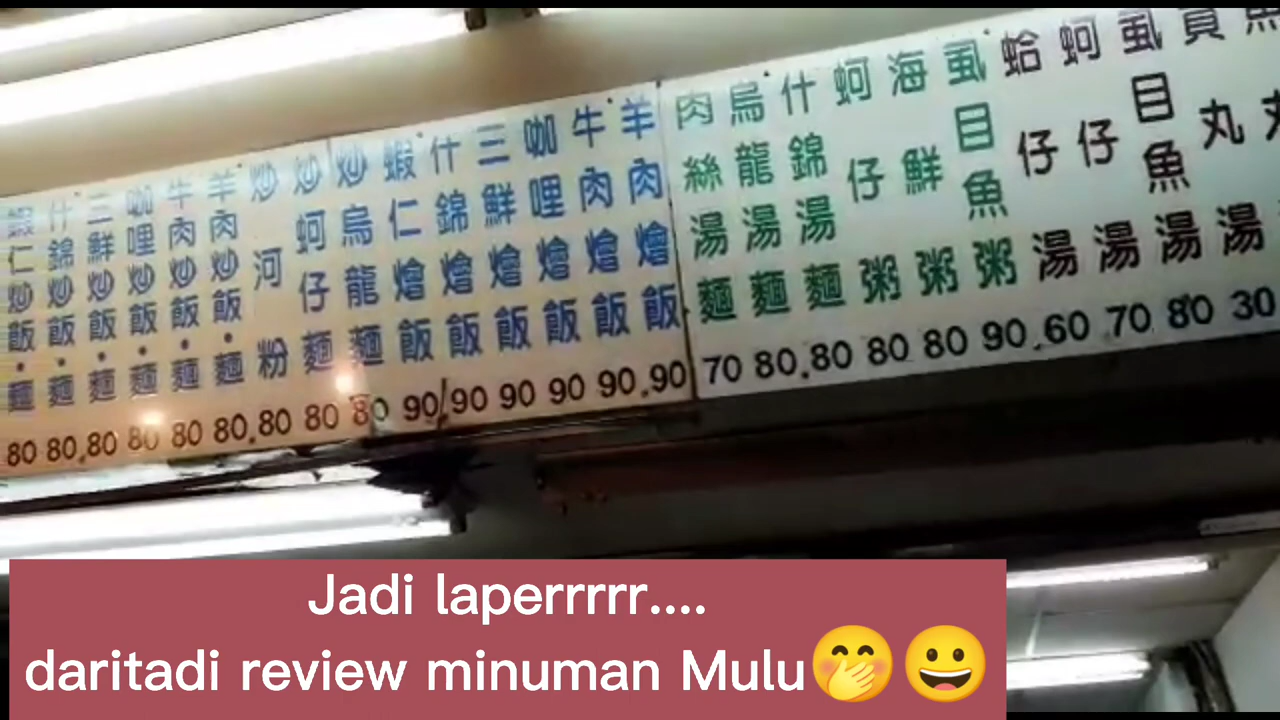 蝦仁炒飯・麵 80
什錦炒飯・麵 80
三鮮炒飯・麵 80
咖哩炒飯・麵 80
牛肉炒飯・麵 80
羊肉炒飯・麵 80
炒河粉 80
炒蚵仔麵 80
炒烏龍麵 80
蝦仁燴飯 90
什錦燴飯 90
三鮮燴飯 90
咖哩燴飯 90
牛肉燴飯 90
羊肉燴飯 90
肉絲湯麵 70
烏龍湯麵 80
什錦湯麵 80
蚵仔粥 80
海鮮粥 80
虱目魚粥 90
蛤仔湯 60
蚵仔湯 70
虱目魚湯 80
貢丸湯 30
Jadi laperrrrr....
daritadi review minuman Mulu🤭😀